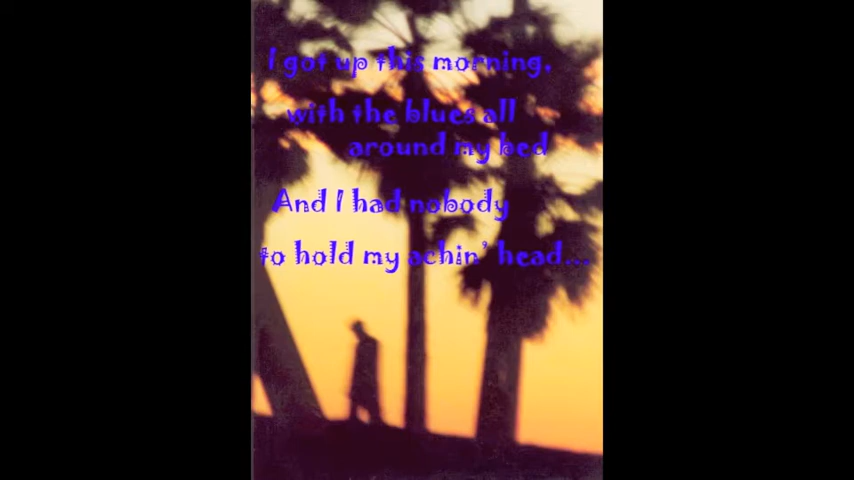 I got up this morning,
with the blues all
around my bed
And I had nobody
to hold my achin' head...